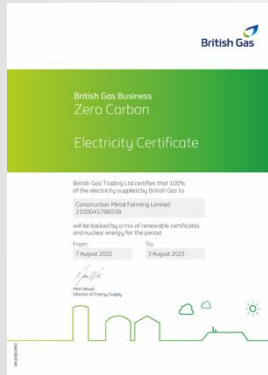 British Gas
British Gas Business
Zero Carbon
Electricity Certificate
British Gas Trading Ltd certifies that 100%
of the electricity supplied by British Gas to
Construction Metal Forming Limited
2100041766558
will be backed by a mix of renewable certificates
and nuclear energy for the period
From: To:
7 August 2022 3 August 2023
Matt Wood
Director of Energy Supply